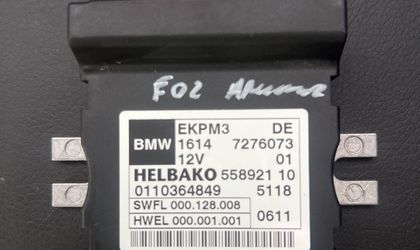 F02
EKPM3 DE
BMW 1614 7276073
12V 01
HELBAKO 558921 10
0110364849 5118
SWFL 000.128.008
HWEL 000.001.001 0611